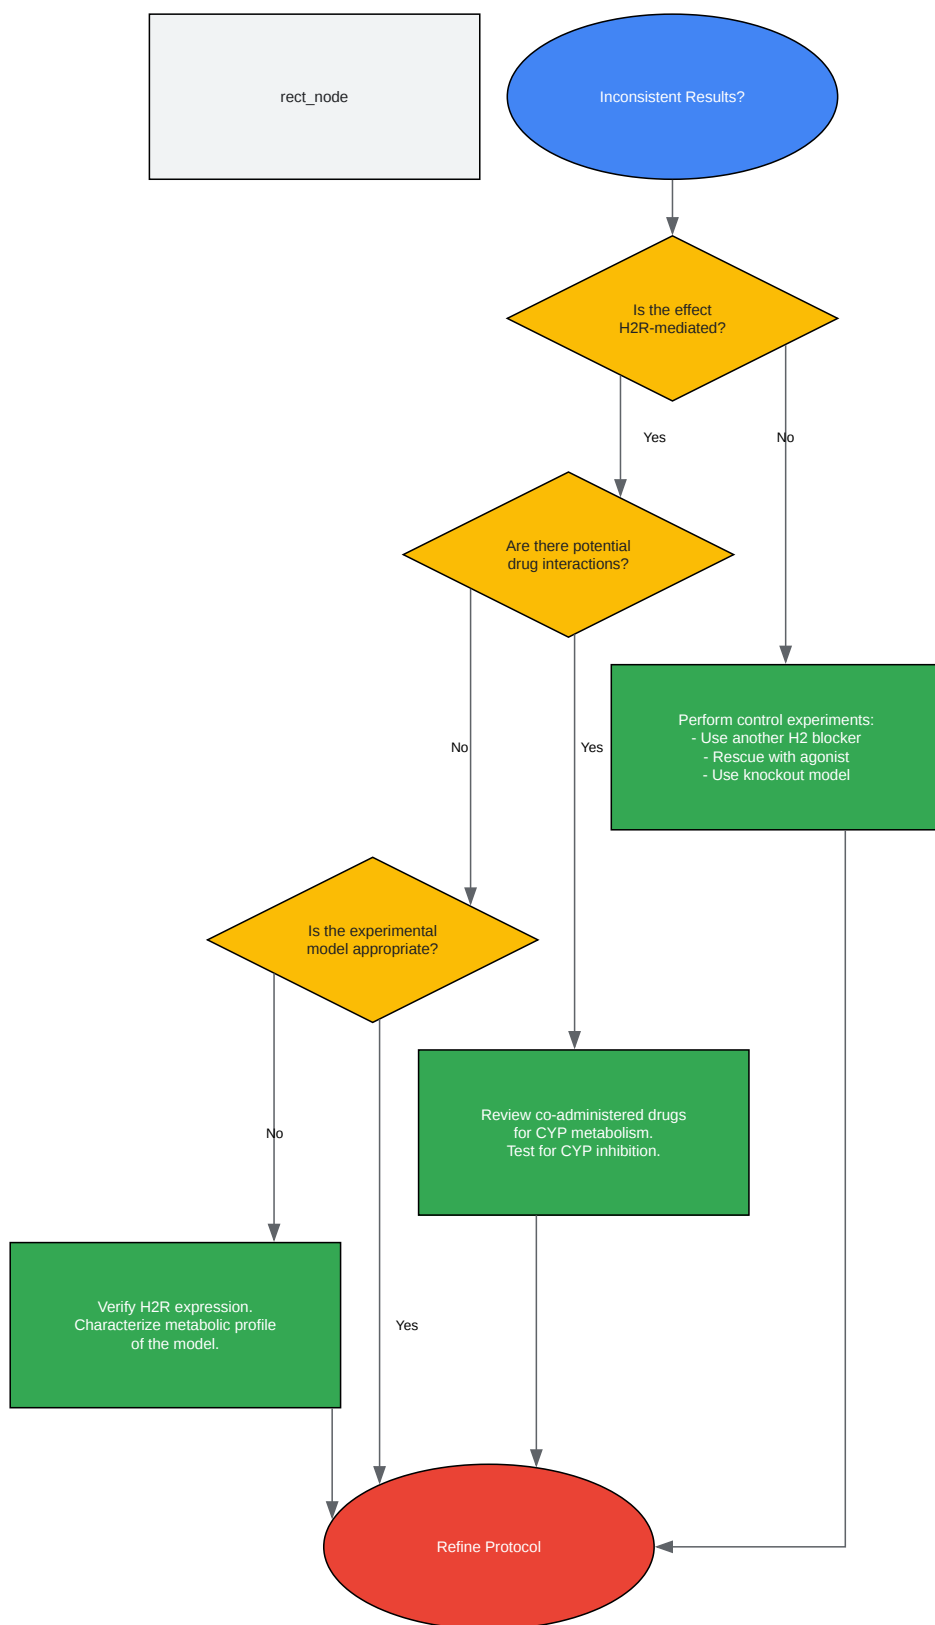 rect_node
Inconsistent Results?
Is the effect
H2R-mediated?
Yes
No
Are there potential
drug interactions?
Perform control experiments:
- Use another H2 blocker
- Rescue with agonist
- Use knockout model
No
Yes
Is the experimental
model appropriate?
Review co-administered drugs
for CYP metabolism.
Test for CYP inhibition.
No
Verify H2R expression.
Characterize metabolic profile
of the model.
Yes
Refine Protocol